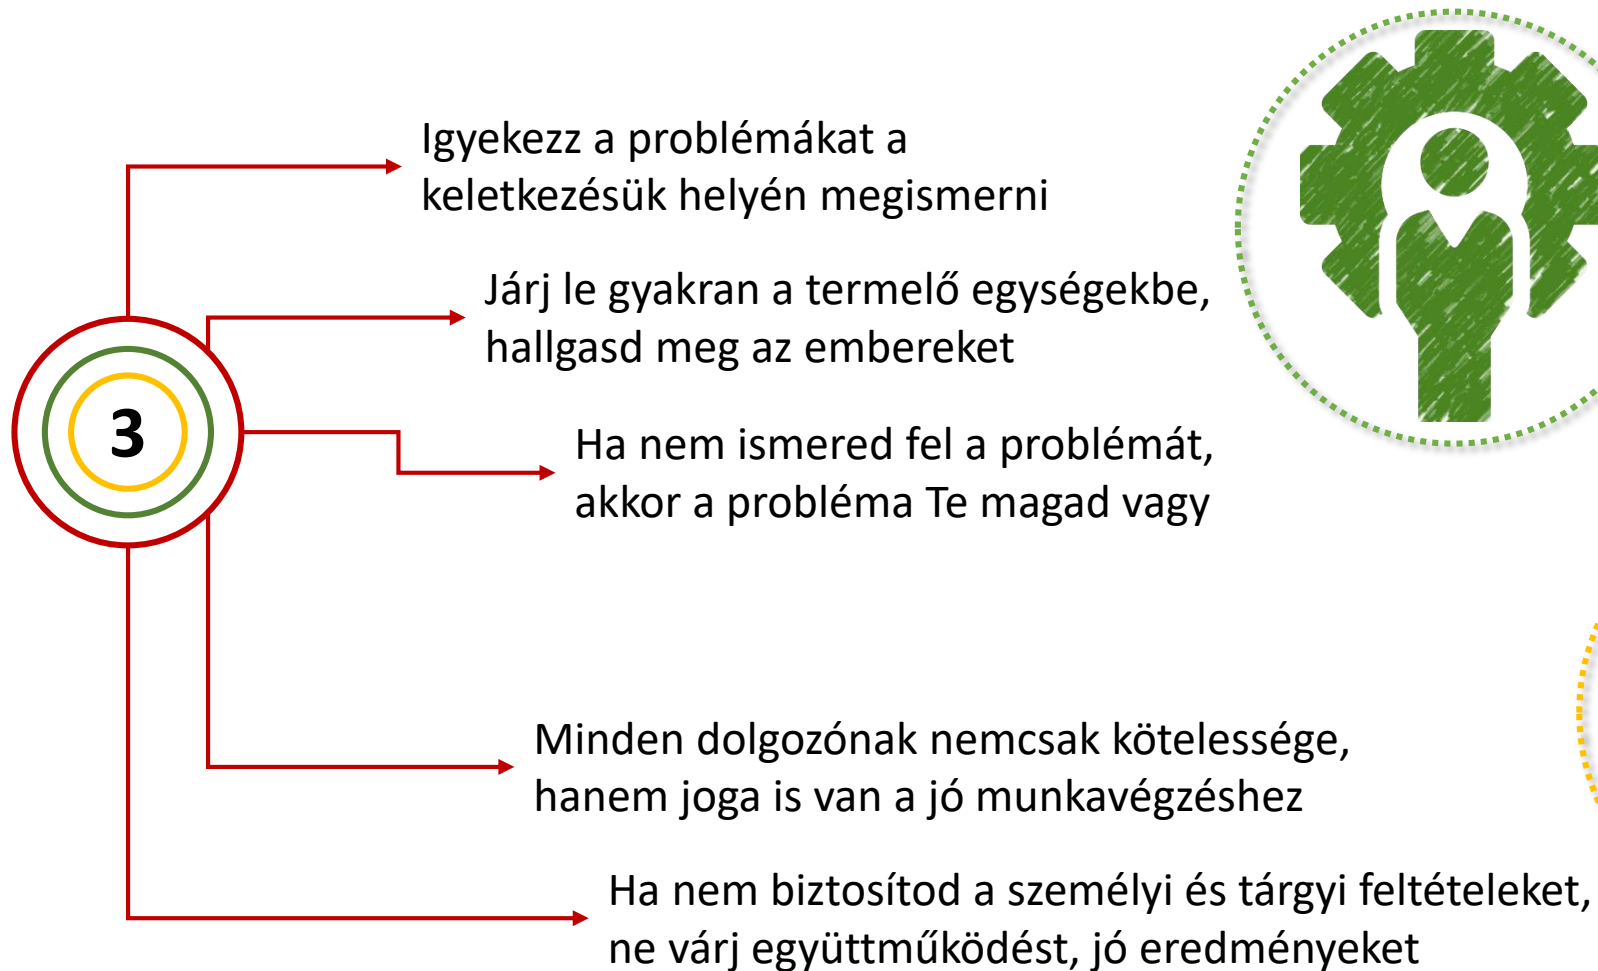 Igyekezz a problémákat a
keletkezésük helyén megismerni
Járj le gyakran a termelő egységekbe,
hallgasd meg az embereket
3
Ha nem ismered fel a problémát,
akkor a probléma Te magad vagy
Minden dolgozónak nemcsak kötelessége,
hanem joga is van a jó munkavégzéshez
Ha nem biztosítod a személyi és tárgyi feltételeket,
ne várj együttműködést, jó eredményeket